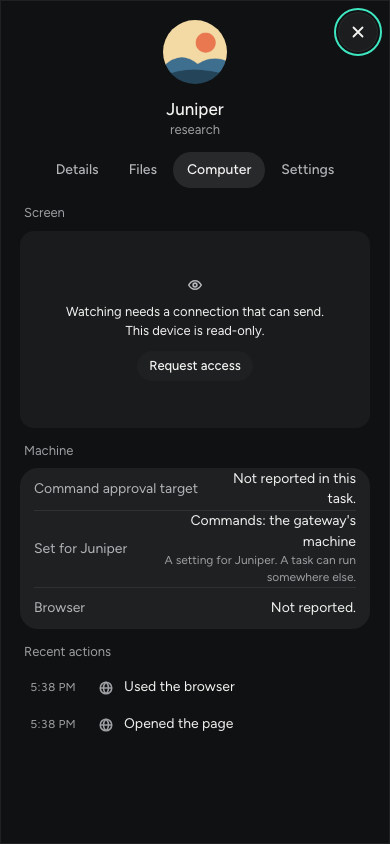 Juniper
research
Details Files Computer Settings
Screen
Watching needs a connection that can send.
This device is read-only.
Request access
Machine
Command approval target Not reported in this
task.
Set for Juniper Commands: the gateway's
machine
A setting for Juniper. A task can run
somewhere else.
Browser Not reported.
Recent actions
5:38 PM Used the browser
5:38 PM Opened the page